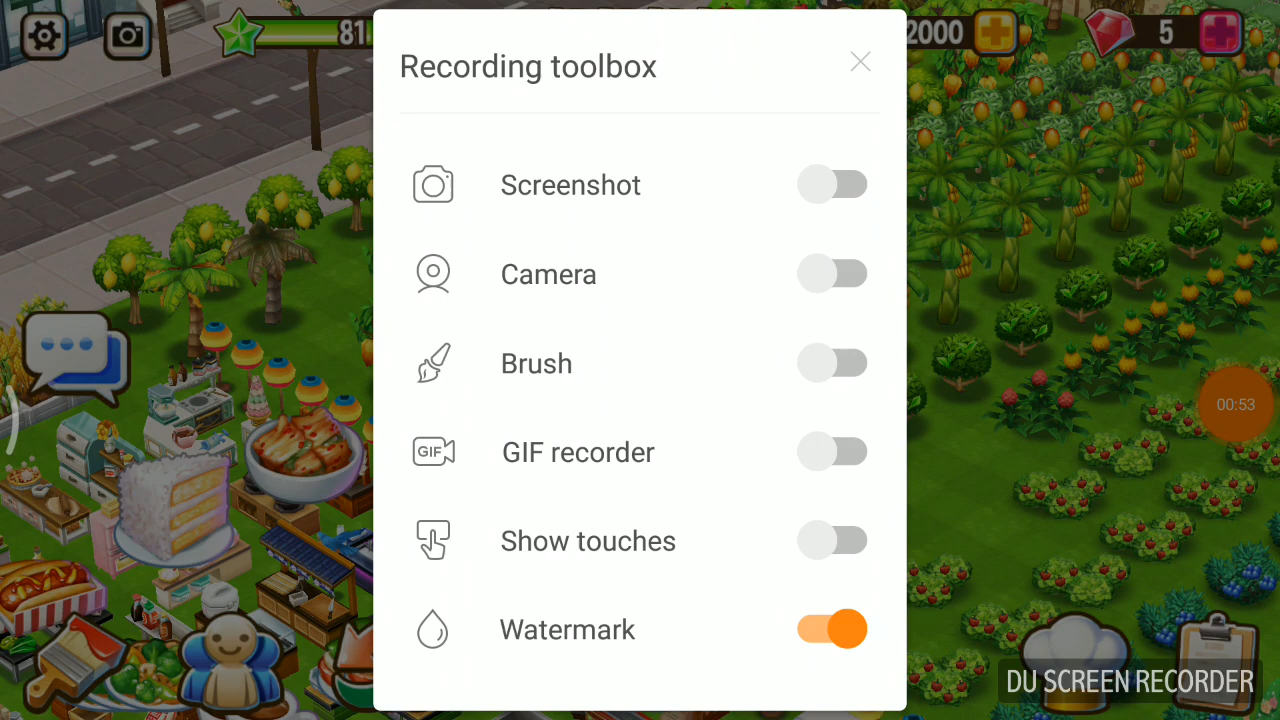 81
2000
5
Recording toolbox
Screenshot
Camera
Brush
00:53
GIF
GIF recorder
Show touches
Watermark
DU SCREEN RECORDER